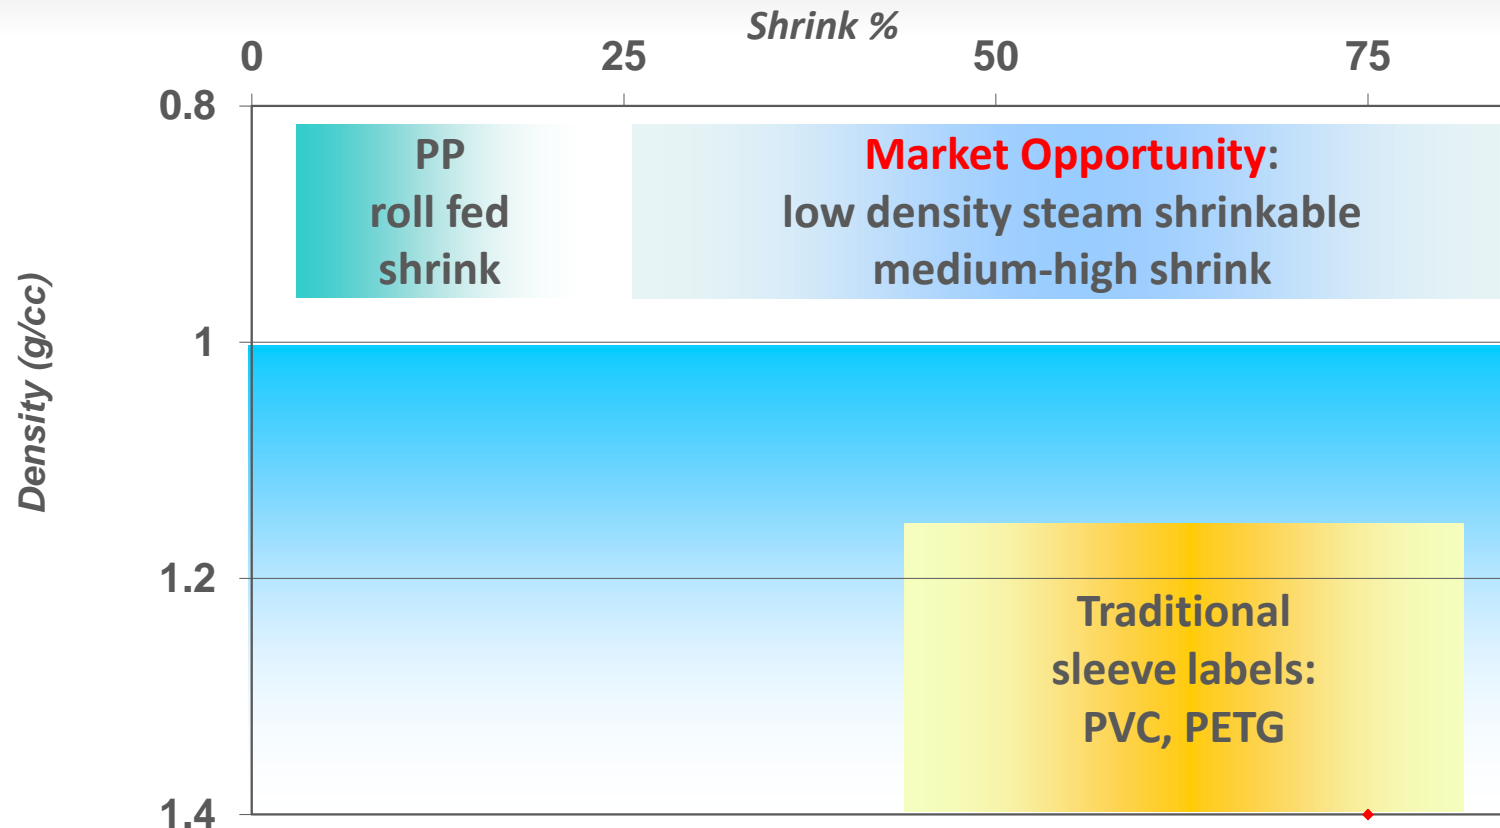 Shrink %
0 25 50 75
0.8
PP
roll fed
shrink
Market Opportunity:
low density steam shrinkable
medium-high shrink
Density (g/cc)
1
1.2
Traditional
sleeve labels:
PVC, PETG
1.4